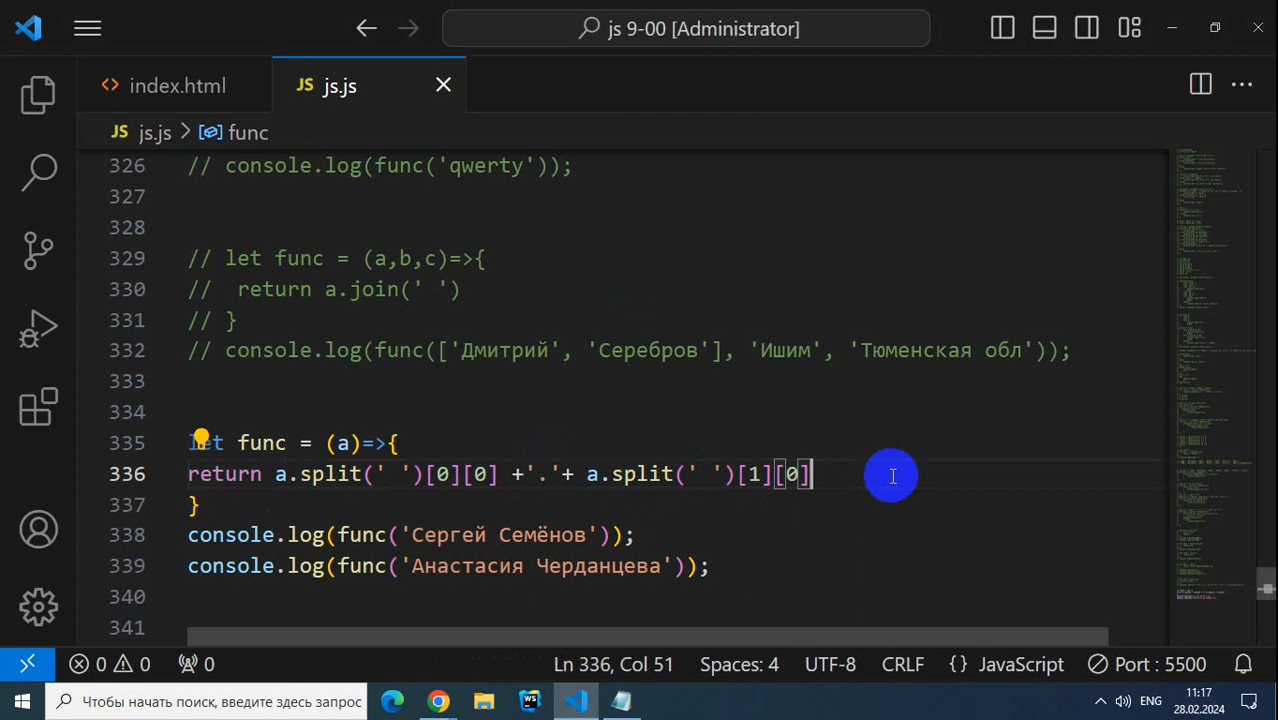 js 9-00 [Administrator]
index.html
JS js.js
JS js.js > func
326 // console.log(func('qwerty'));
327
328
329 // let func = (a,b,c)=>{
330 //  return a.join(' ')
331 // }
332 // console.log(func(['Дмитрий', 'Серебров'], 'Ишим', 'Тюменская обл'));
333
334
335 let func = (a)=>{
336 return a.split(' ')[0][0] +'.'+ a.split(' ')[1][0]
337 }
338 console.log(func('Сергей Семёнов'));
339 console.log(func('Анастасия Черданцева'));
340
341
0 0 0 Ln 336, Col 51 Spaces: 4 UTF-8 CRLF {} JavaScript Port : 5500
Чтобы начать поиск, введите здесь запрос
WS
ENG
11:17
28.02.2024